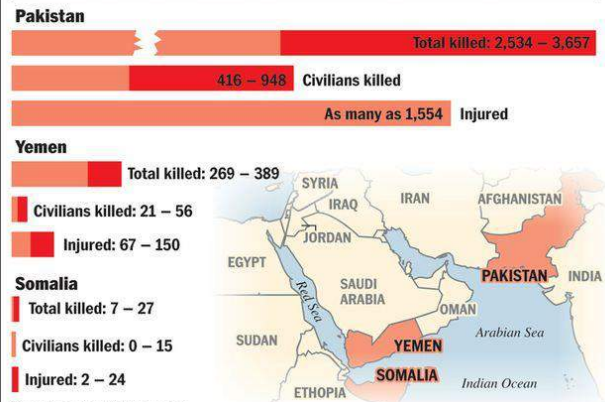 Pakistan
Total killed: 2,534 – 3,657
416 – 948 Civilians killed
As many as 1,554 Injured
Yemen
Total killed: 269 – 389
Civilians killed: 21 – 56
Injured: 67 – 150
Somalia
Total killed: 7 – 27
Civilians killed: 0 – 15
Injured: 2 – 24
SYRIA
IRAQ
IRAN
AFGHANISTAN
JORDAN
EGYPT
PAKISTAN
INDIA
SAUDI
ARABIA
Red Sea
OMAN
SUDAN
YEMEN
Arabian Sea
SOMALIA
ETHIOPIA
Indian Ocean